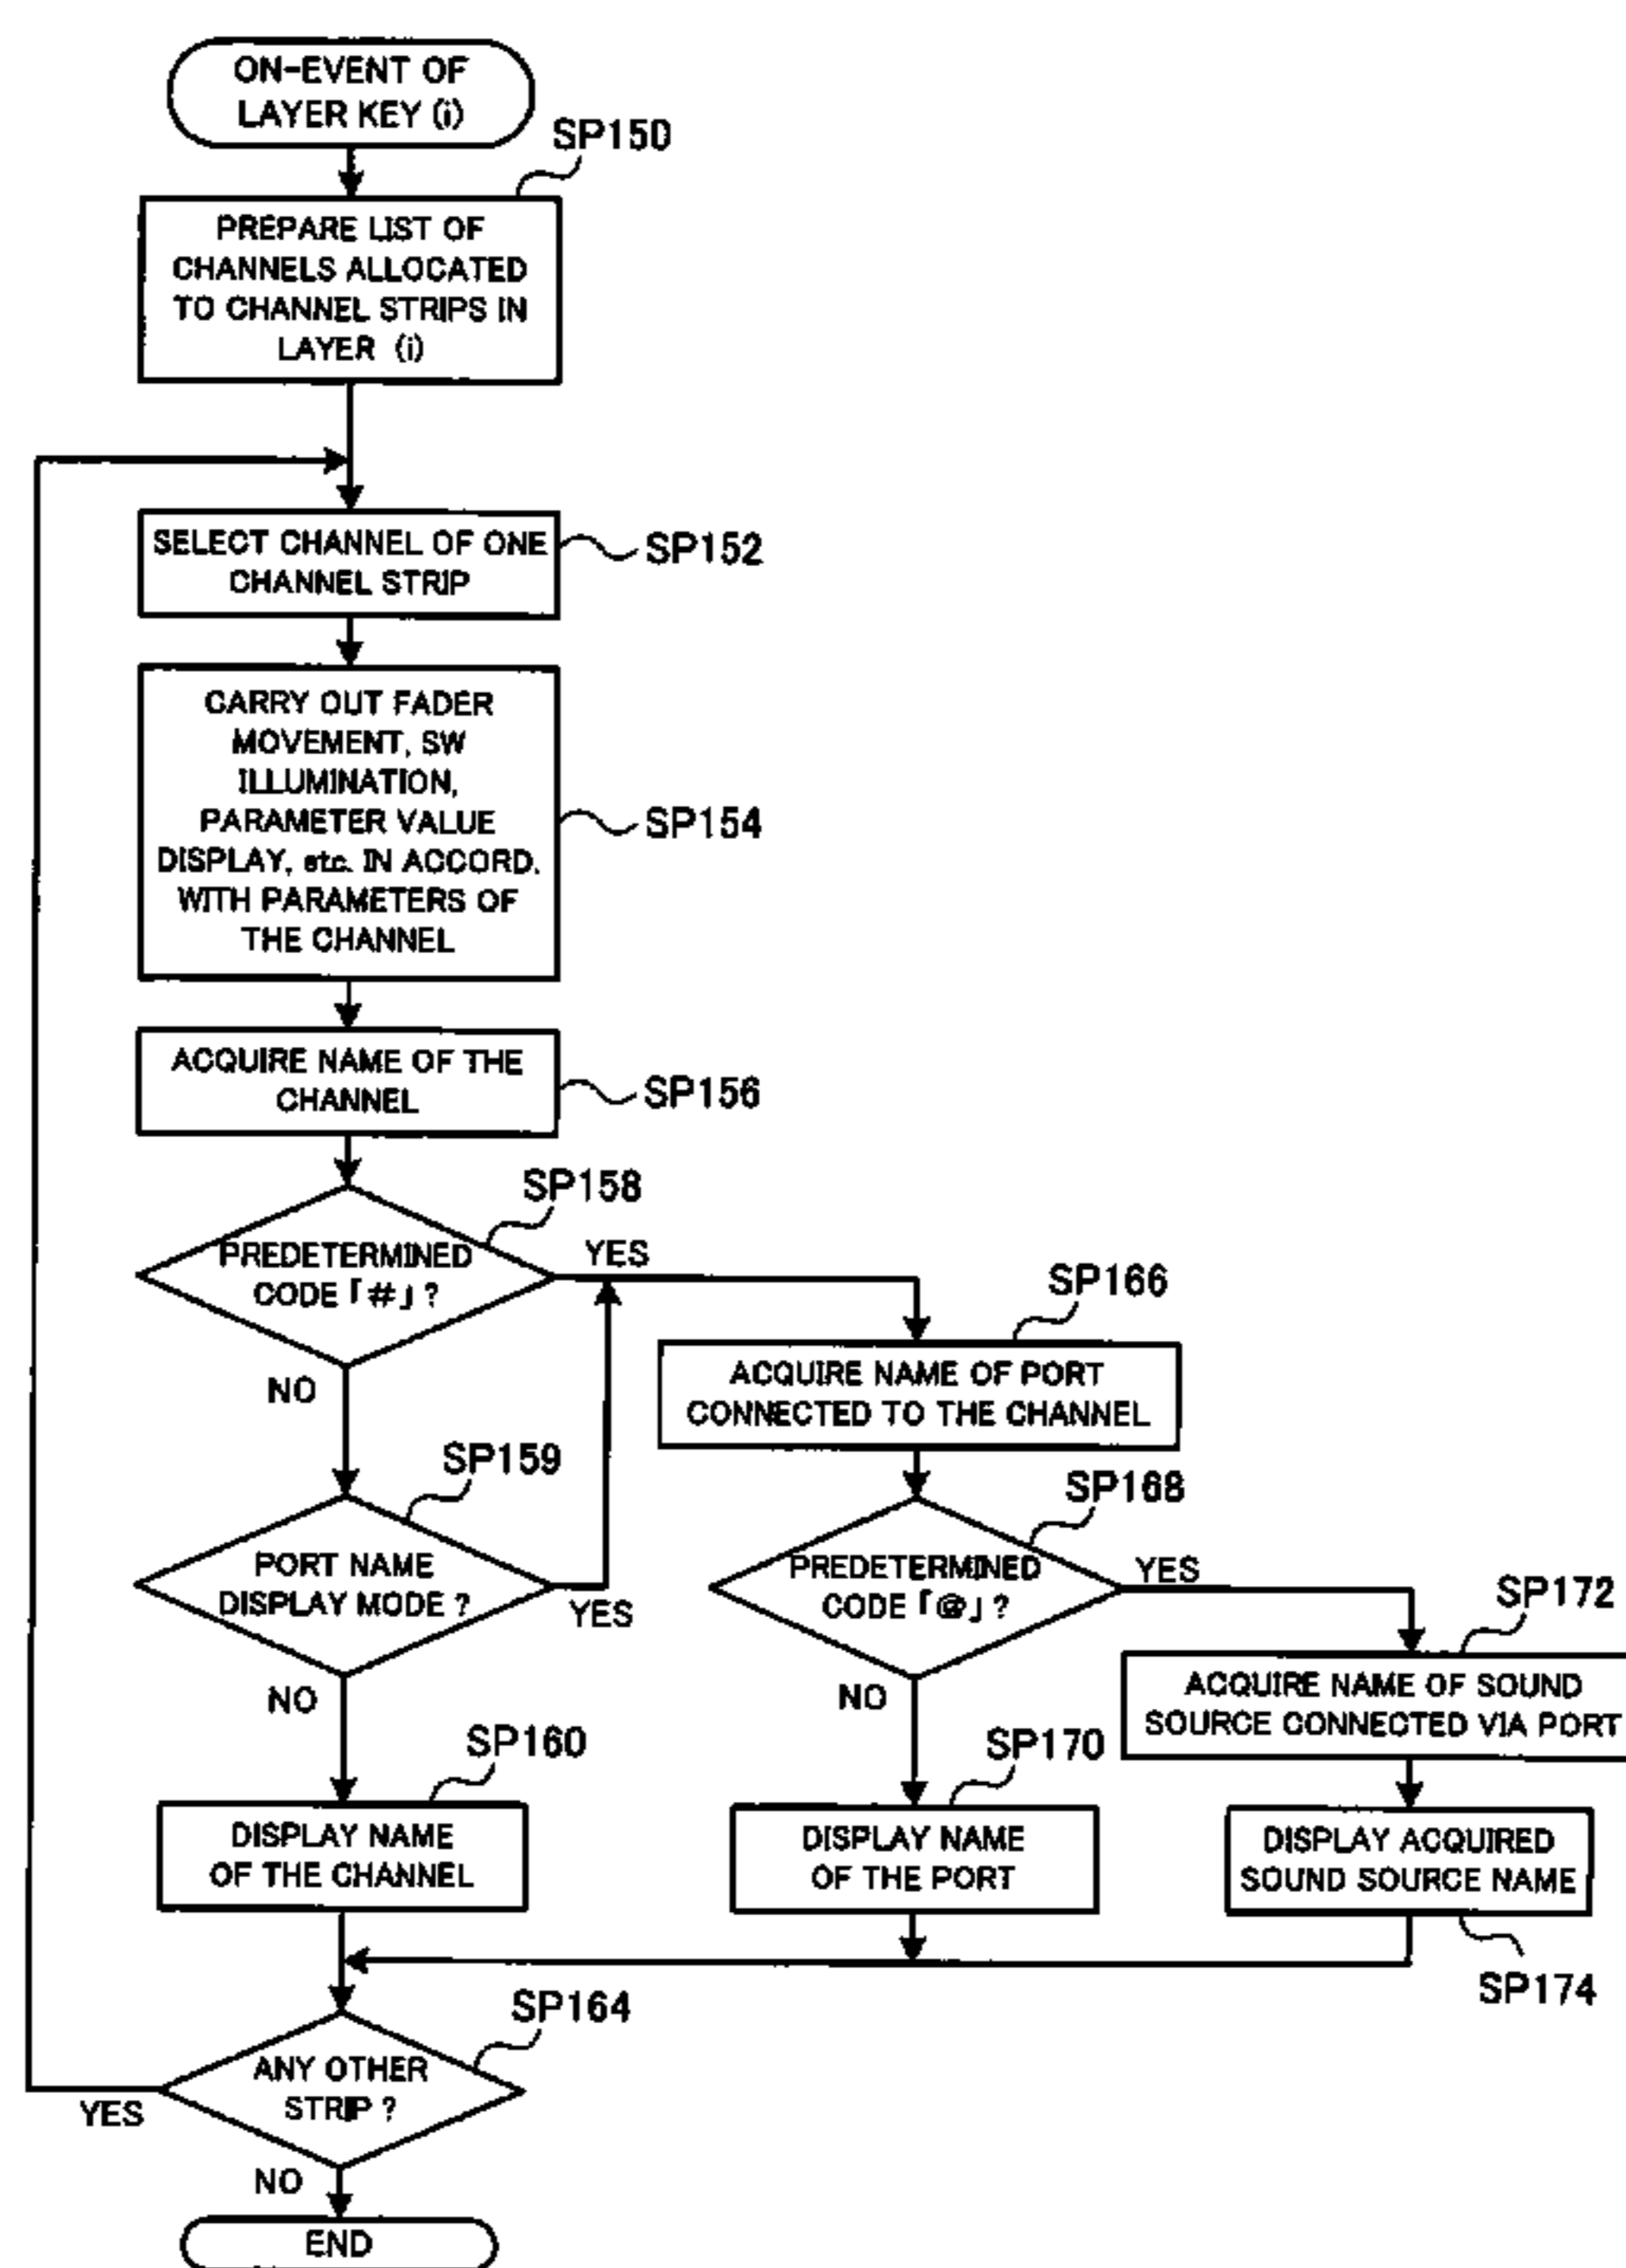 ON-EVENT OF
LAYER KEY (i)
SP150
PREPARE LIST OF
CHANNELS ALLOCATED
TO CHANNEL STRIPS IN
LAYER (i)
SELECT CHANNEL OF ONE
CHANNEL STRIP
SP152
CARRY OUT FADER
MOVEMENT, SW
ILLUMINATION,
PARAMETER VALUE
DISPLAY, etc. IN ACCORD.
WITH PARAMETERS OF
THE CHANNEL
SP154
ACQUIRE NAME OF THE
CHANNEL
SP156
SP158
PREDETERMINED
CODE「#」?
YES
NO
SP159
PORT NAME
DISPLAY MODE ?
YES
NO
SP160
DISPLAY NAME
OF THE CHANNEL
SP166
ACQUIRE NAME OF PORT
CONNECTED TO THE CHANNEL
SP168
PREDETERMINED
CODE「@」?
YES
NO
SP170
DISPLAY NAME
OF THE PORT
SP172
ACQUIRE NAME OF SOUND
SOURCE CONNECTED VIA PORT
DISPLAY ACQUIRED
SOUND SOURCE NAME
SP174
SP164
ANY OTHER
STRIP ?
YES
NO
END